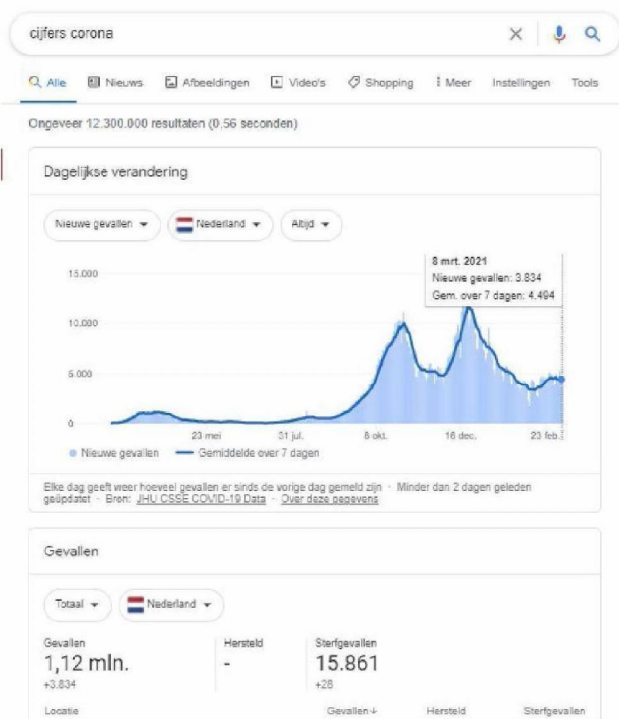 cijfers corona
Alle Nieuws Afbeeldingen Video's Shopping Meer Instellingen Tools
Ongeveer 12.300.000 resultaten (0,56 seconden)
Dagelijkse verandering
Nieuwe gevallen Nederland Altijd
8 mrt. 2021
Nieuwe gevallen: 3.834
Gem. over 7 dagen: 4.494
15.000
10.000
5.000
0
23 mei 31 jul. 8 okt. 16 dec. 23 feb.
Nieuwe gevallen Gemiddelde over 7 dagen
Elke dag geeft weer hoeveel gevallen er sinds de vorige dag gemeld zijn · Minder dan 2 dagen geleden
geüpdatet · Bron: JHU CSSE COVID-19 Data · Over deze gegevens
Gevallen
Totaal Nederland
Gevallen Hersteld Sterfgevallen
1,12 mln. - 15.861
+3.834 +28
Locatie Gevallen↓ Hersteld Sterfgevallen